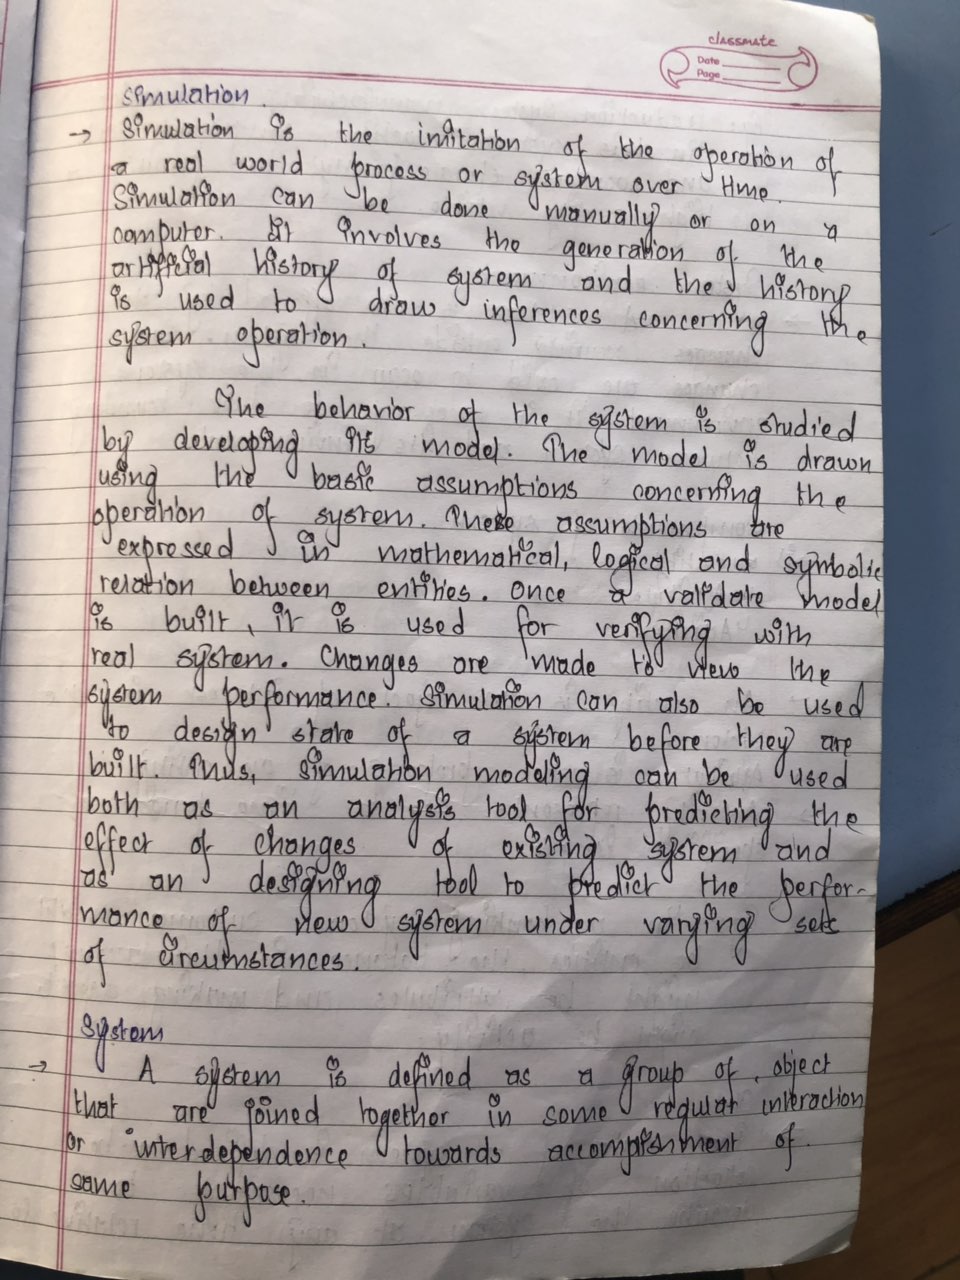 classmate
Date
Page
Simulation.
→ Simulation is the imitation of the operation of
a real world process or system over time.
Simulation can be done manually or on a
computer. It involves the generation of the
artificial history of system and the history
is used to draw inferences concerning the
system operation.
The behavior of the system is studied
by developing its model. The model is drawn
using the basic assumptions concerning the
operation of system. These assumptions are
expressed in mathematical, logical and symbolic
relation between entities. Once a validate model
is built, it is used for verifying with
real system. Changes are made to view the
system performance. Simulation can also be used
to design state of a system before they are
built. Thus, simulation modeling can be used
both as an analysis tool for predicting the
effect of changes of existing system and
as an designing tool to predict the perfor-
mance of new system under varying sets
of circumstances.
System
→ A system is defined as a group of object
that are joined together in some regular interaction
or interdependence towards accomplishment of
same purpose.